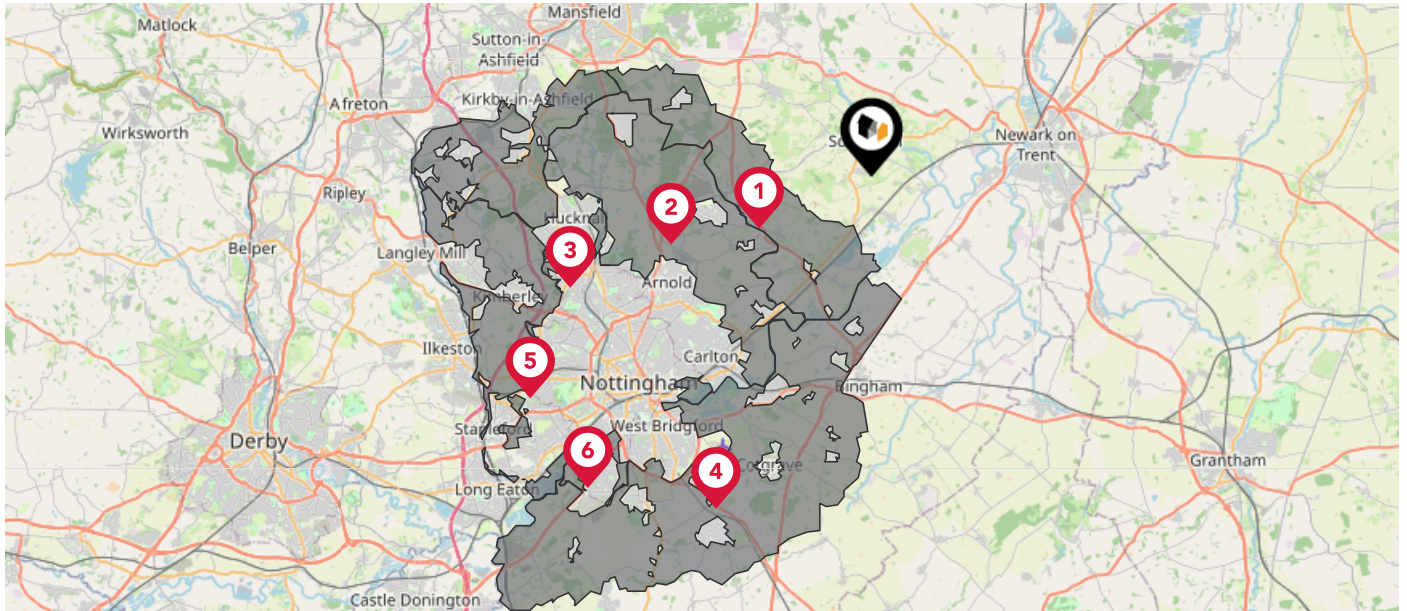 Mansfield
Matlock
Sutton-in-
Ashfield
Afreton
Kirkby-in-Ashfield
Wirksworth
Newark on
Trent
Ripley
1
2
Hucknall
Belper
Langley Mill
3
Arnold
Kimberley
Ilkeston
Carlton
5
Nottingham
Bingham
Stapleford
West Bridgford
Derby
6
Cotgrave
4
Grantham
Long Eaton
Castle Donington